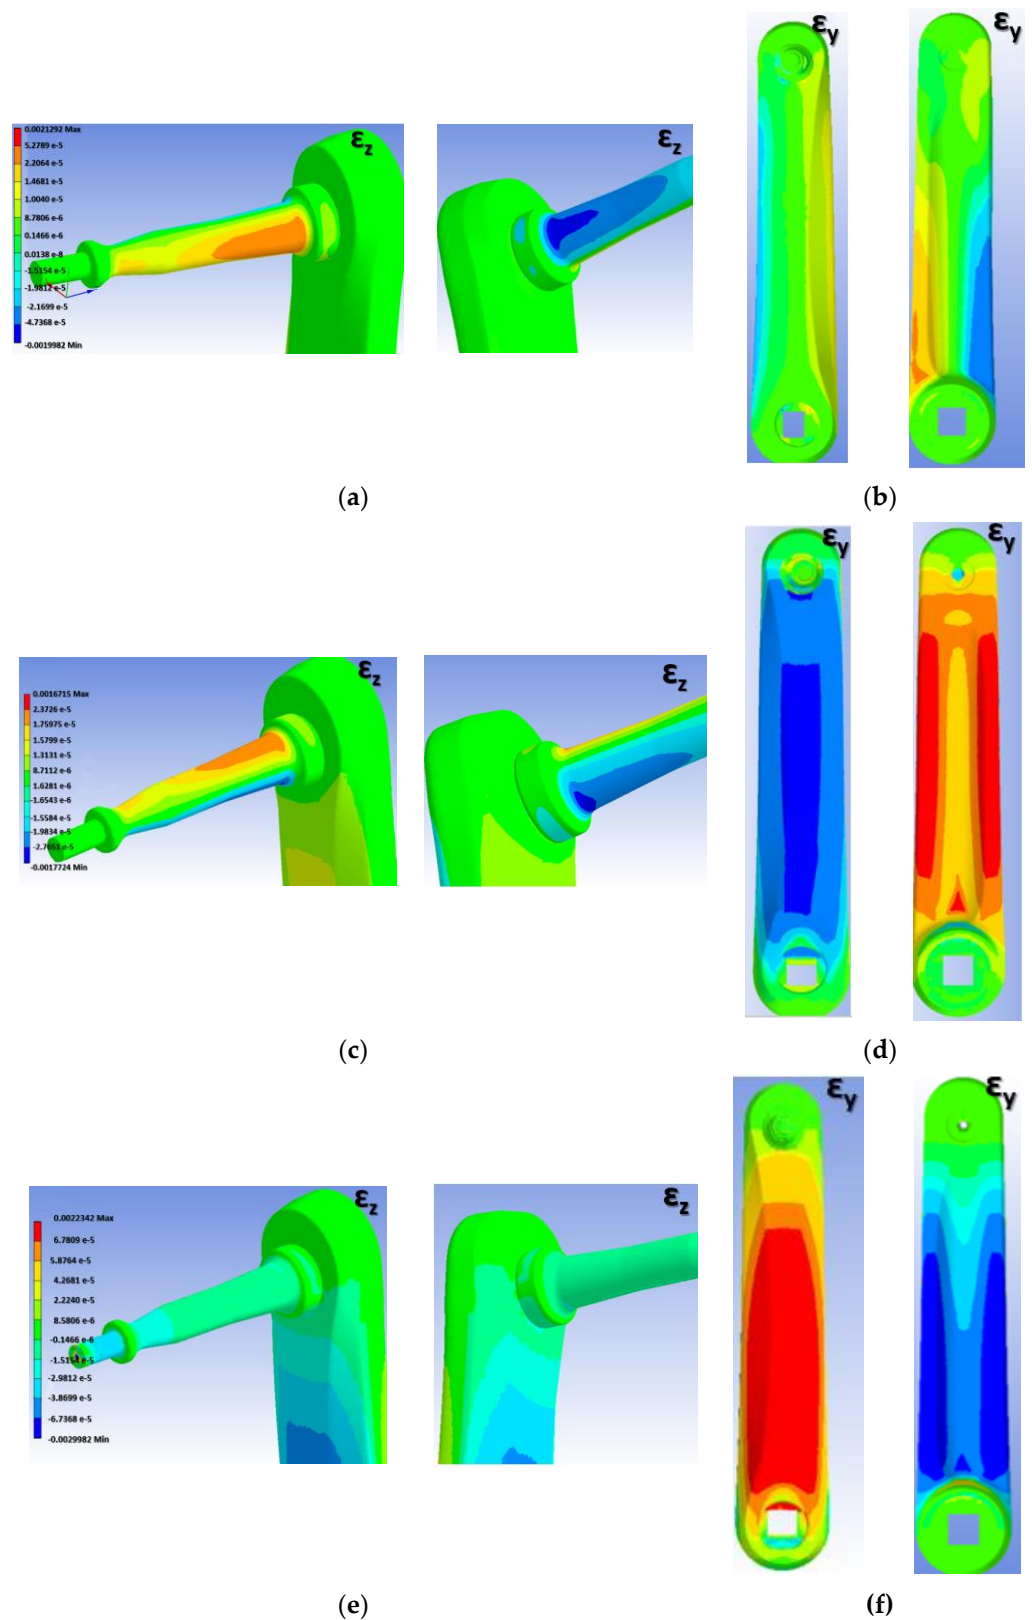 εz
0.0021292 Max
5.2789 e-5
2.2064 e-5
1.4681 e-5
1.0040 e-5
8.7806 e-6
0.1466 e-6
0.0138 e-8
-1.5154 e-5
-1.9812 e-5
-2.1699 e-5
-4.7368 e-5
-0.0019982 Min
εz
εy
εy
(a)
(b)
εz
0.0016715 Max
2.3726 e-5
1.75975 e-5
1.5799 e-5
1.3131 e-5
8.7112 e-6
1.6281 e-6
-1.6543 e-6
-1.5584 e-5
-1.9834 e-5
-2.7651 e-5
-0.0017724 Min
εz
εy
εy
(c)
(d)
εz
0.0022342 Max
6.7809 e-5
5.8764 e-5
4.2681 e-5
2.2240 e-5
8.5806 e-6
-0.1466 e-6
-1.5154 e-5
-2.9812 e-5
-3.8699 e-5
-6.7368 e-5
-0.0029982 Min
εz
εy
εy
(e)
(f)